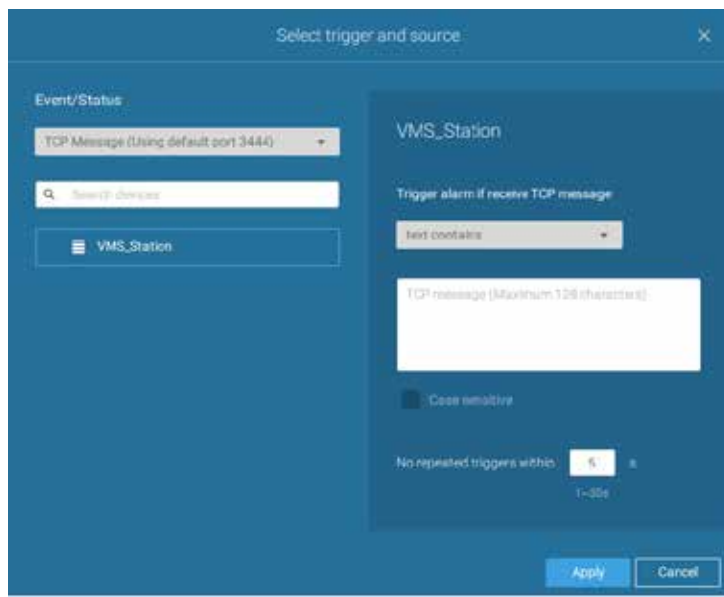 Select trigger and source
Event/Status
TCP Message (Using default port 3444)
Search devices
VMS_Station
VMS_Station
Trigger alarm if receive TCP message
text contains
TCP message (Maximum 128 characters)
Case sensitive
No repeated triggers within 5 s
1~30s
Apply
Cancel